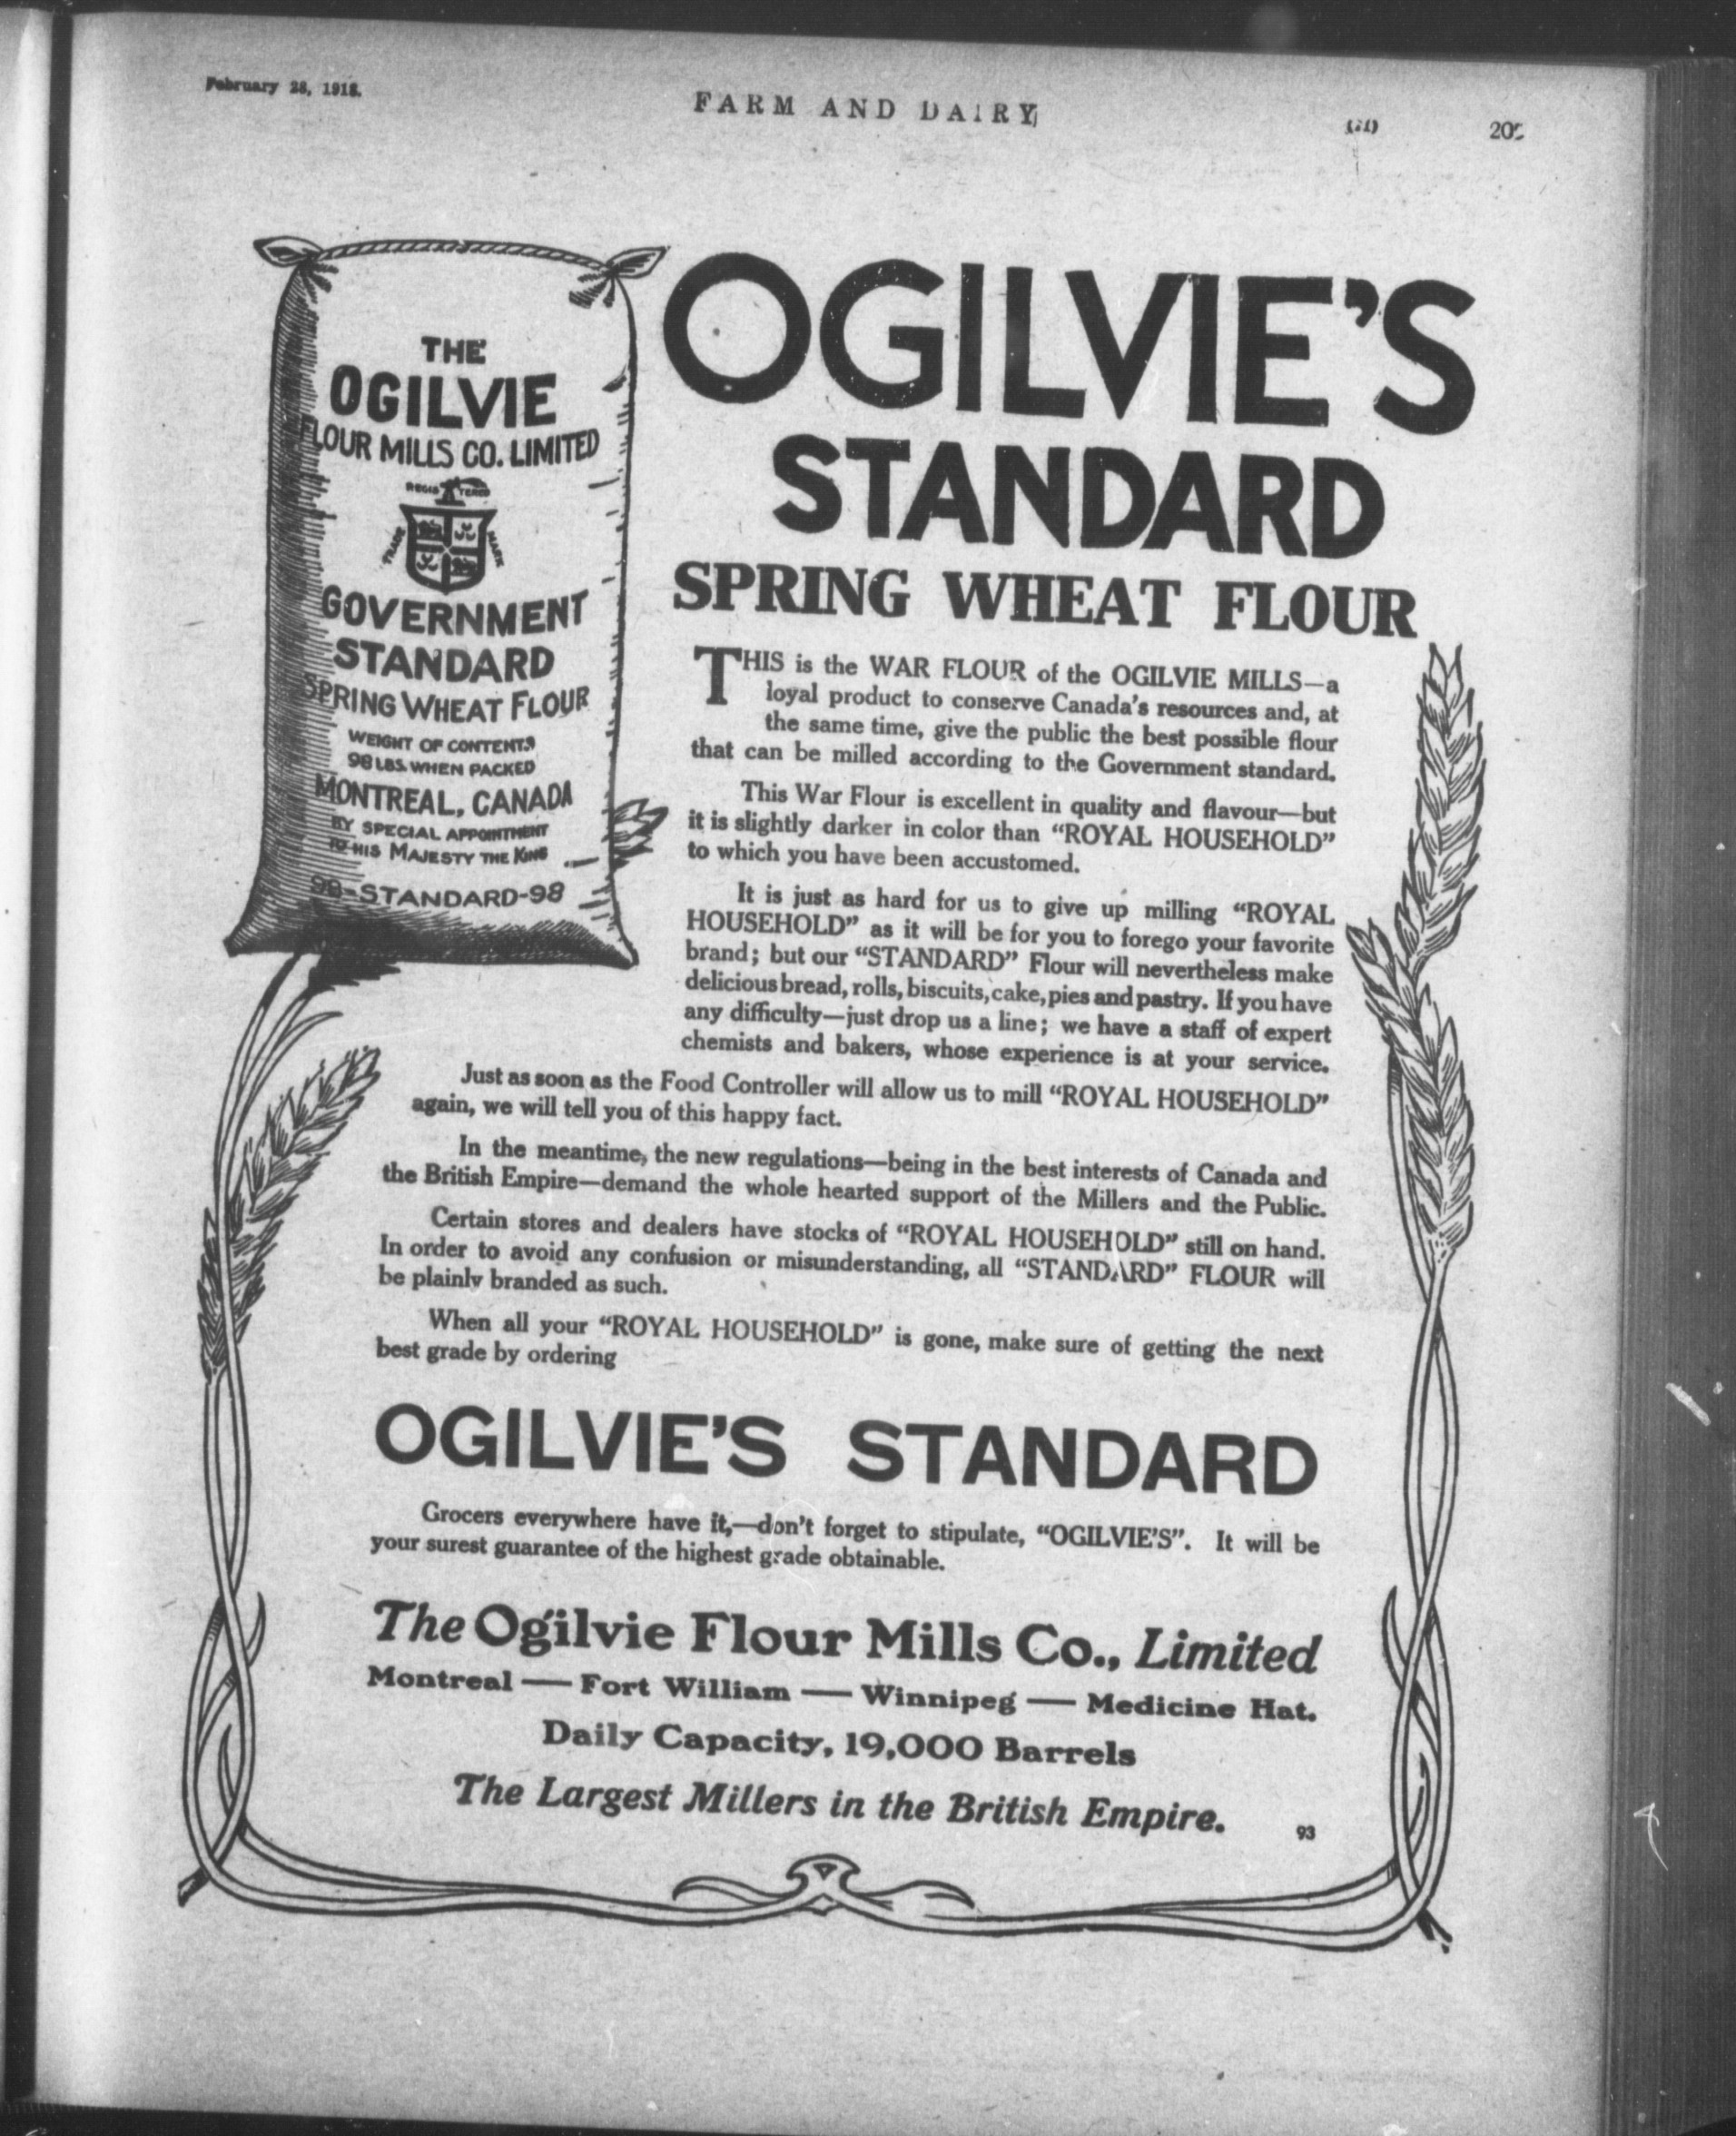 February 28, 1918.
FARM AND DAIRY
THE
OGILVIE
FLOUR MILLS CO. LIMITED
REGISTERED
TRADE MARK
GOVERNMENT
STANDARD
SPRING WHEAT FLOUR
WEIGHT OF CONTENTS
98 LBS. WHEN PACKED
MONTREAL, CANADA
BY SPECIAL APPOINTMENT
TO HIS MAJESTY THE KING
98-STANDARD-98
OGILVIE'S
STANDARD
SPRING WHEAT FLOUR
THIS is the WAR FLOUR of the OGILVIE MILLS—a
loyal product to conserve Canada's resources and, at
the same time, give the public the best possible flour
that can be milled according to the Government standard.
This War Flour is excellent in quality and flavour—but
it is slightly darker in color than "ROYAL HOUSEHOLD"
to which you have been accustomed.
It is just as hard for us to give up milling "ROYAL
HOUSEHOLD" as it will be for you to forego your favorite
brand; but our "STANDARD" Flour will nevertheless make
delicious bread, rolls, biscuits, cake, pies and pastry. If you have
any difficulty—just drop us a line; we have a staff of expert
chemists and bakers, whose experience is at your service.
Just as soon as the Food Controller will allow us to mill "ROYAL HOUSEHOLD"
again, we will tell you of this happy fact.
In the meantime, the new regulations—being in the best interests of Canada and
the British Empire—demand the whole hearted support of the Millers and the Public.
Certain stores and dealers have stocks of "ROYAL HOUSEHOLD" still on hand.
In order to avoid any confusion or misunderstanding, all "STANDARD" FLOUR will
be plainly branded as such.
When all your "ROYAL HOUSEHOLD" is gone, make sure of getting the next
best grade by ordering
OGILVIE'S STANDARD
Grocers everywhere have it,—don't forget to stipulate, "OGILVIE'S". It will be
your surest guarantee of the highest grade obtainable.
The Ogilvie Flour Mills Co., Limited
Montreal — Fort William — Winnipeg — Medicine Hat.
Daily Capacity, 19,000 Barrels
The Largest Millers in the British Empire.
93